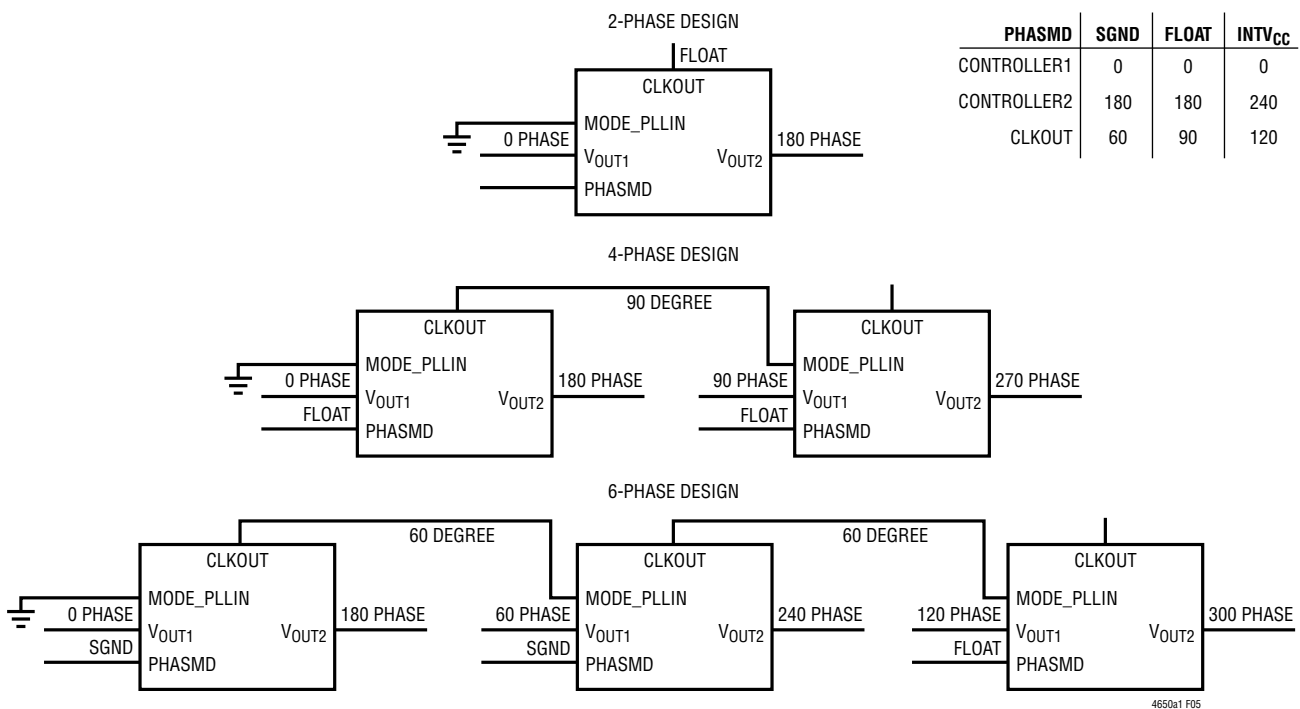 2-PHASE DESIGN
FLOAT
CLKOUT
MODE_PLLIN
0 PHASE
VOUT1
VOUT2
180 PHASE
PHASMD
PHASMD SGND FLOAT INTVCC
CONTROLLER1 0 0 0
CONTROLLER2 180 180 240
CLKOUT 60 90 120
4-PHASE DESIGN
90 DEGREE
CLKOUT
MODE_PLLIN
0 PHASE
VOUT1
VOUT2
180 PHASE
FLOAT
PHASMD
CLKOUT
MODE_PLLIN
90 PHASE
VOUT1
VOUT2
270 PHASE
FLOAT
PHASMD
6-PHASE DESIGN
60 DEGREE
60 DEGREE
CLKOUT
MODE_PLLIN
0 PHASE
VOUT1
VOUT2
180 PHASE
SGND
PHASMD
CLKOUT
MODE_PLLIN
60 PHASE
VOUT1
VOUT2
240 PHASE
SGND
PHASMD
CLKOUT
MODE_PLLIN
120 PHASE
VOUT1
VOUT2
300 PHASE
FLOAT
PHASMD
4650a1 F05